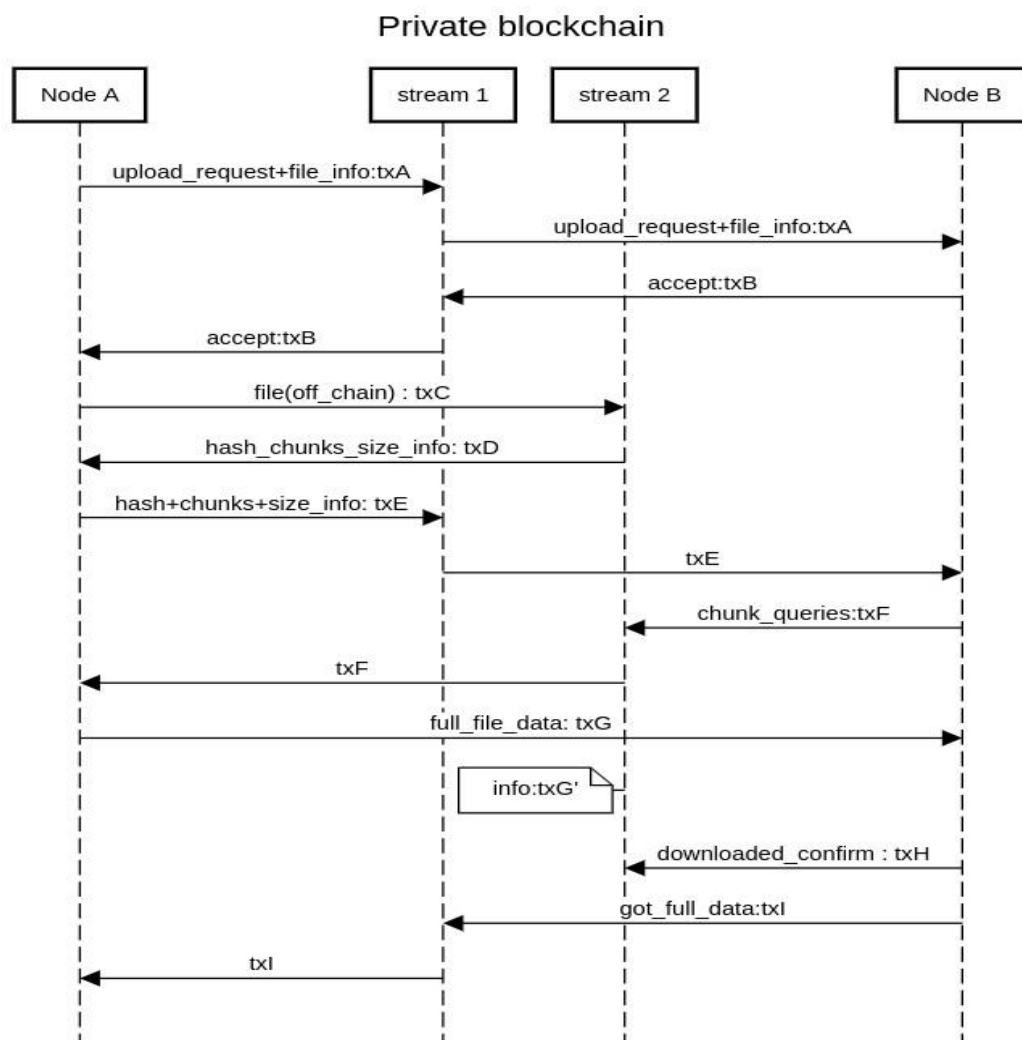 Private blockchain
Node A
stream 1
stream 2
Node B
upload_request+file_info:txA
upload_request+file_info:txA
accept:txB
accept:txB
file(off_chain) : txC
hash_chunks_size_info: txD
hash+chunks+size_info: txE
txE
chunk_queries:txF
txF
full_file_data: txG
info:txG'
downloaded_confirm : txH
got_full_data:txI
txI